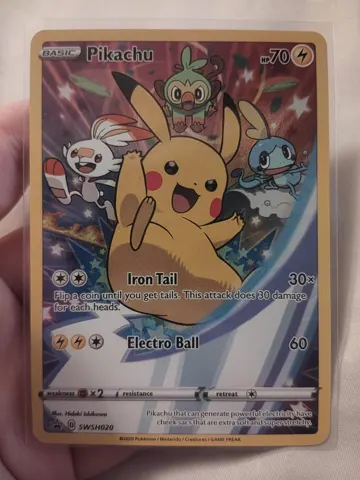 BASIC Pikachu HP70
Iron Tail 30×
Flip a coin until you get tails. This attack does 30 damage
for each heads.
Electro Ball 60
weakness ×2 resistance retreat
Illus. Hideki Ishikawa
SWSH020
Pikachu that can generate powerful electricity have
cheek sacs that are extra soft and super stretchy.
©2020 Pokémon / Nintendo / Creatures / GAME FREAK